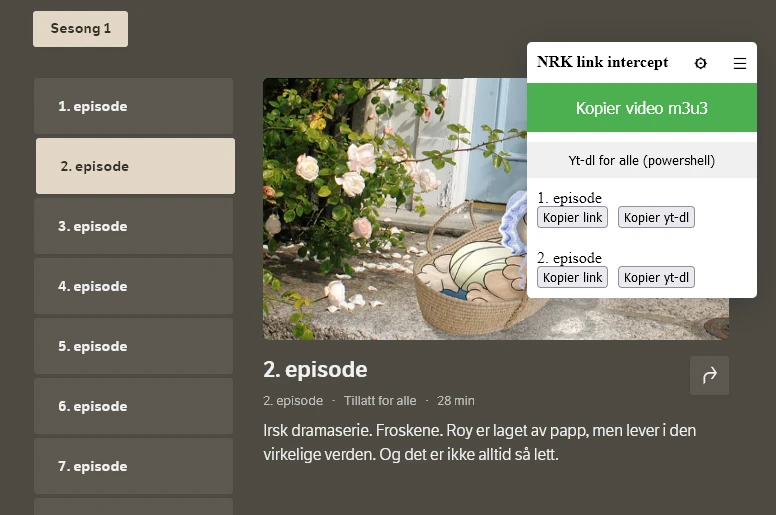 Sesong 1
1. episode
2. episode
3. episode
4. episode
5. episode
6. episode
7. episode
NRK link intercept
Kopier video m3u3
Yt-dl for alle (powershell)
1. episode
Kopier link Kopier yt-dl
2. episode
Kopier link Kopier yt-dl
2. episode
2. episode · Tillatt for alle · 28 min
Irsk dramaserie. Froskene. Roy er laget av papp, men lever i den
virkelige verden. Og det er ikke alltid så lett.